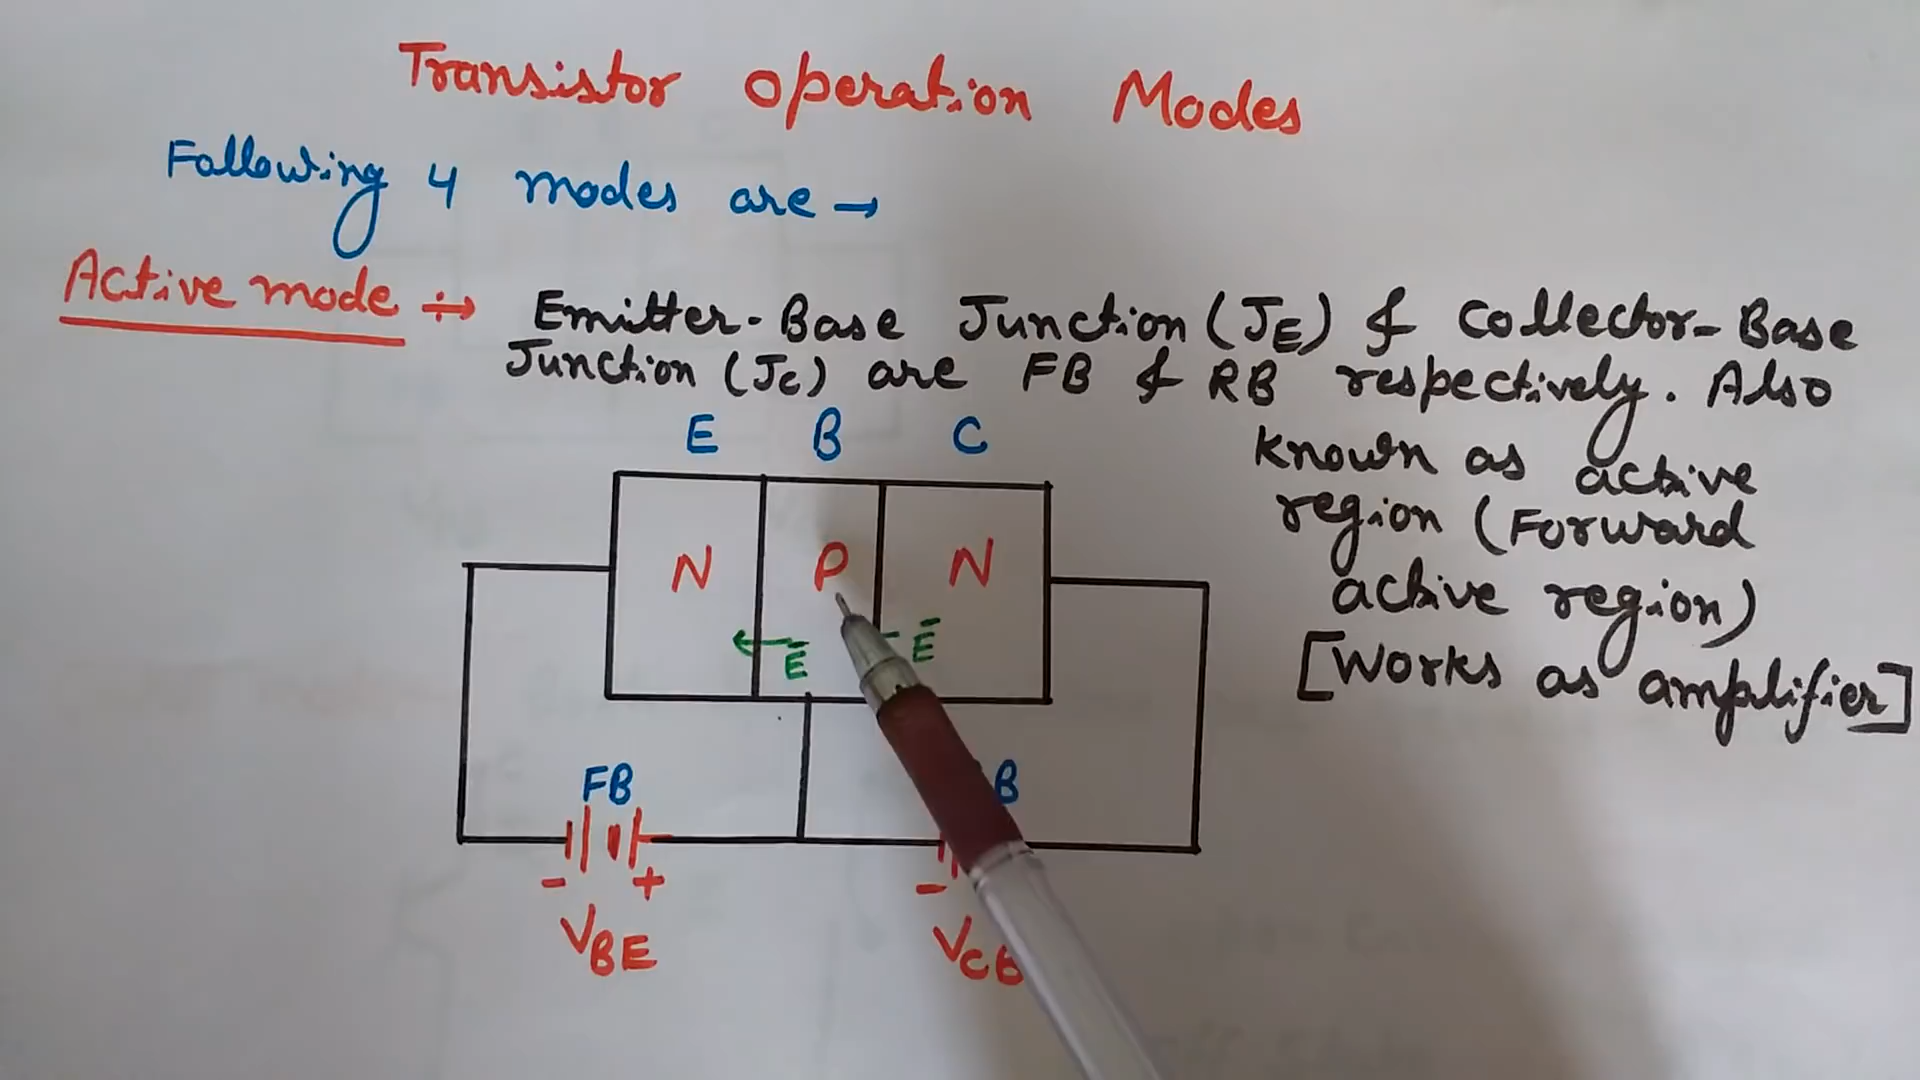 Transistor operation Modes
Following 4 modes are →
Active mode ÷→ Emitter-Base Junction (JE) & Collector-Base
Junction (Jc) are FB & RB respectively. Also
known as active
region (Forward
active region)
[Works as amplifier]
E B C
N P N
E̅ E̅
FB B
- + -
VBE VCB